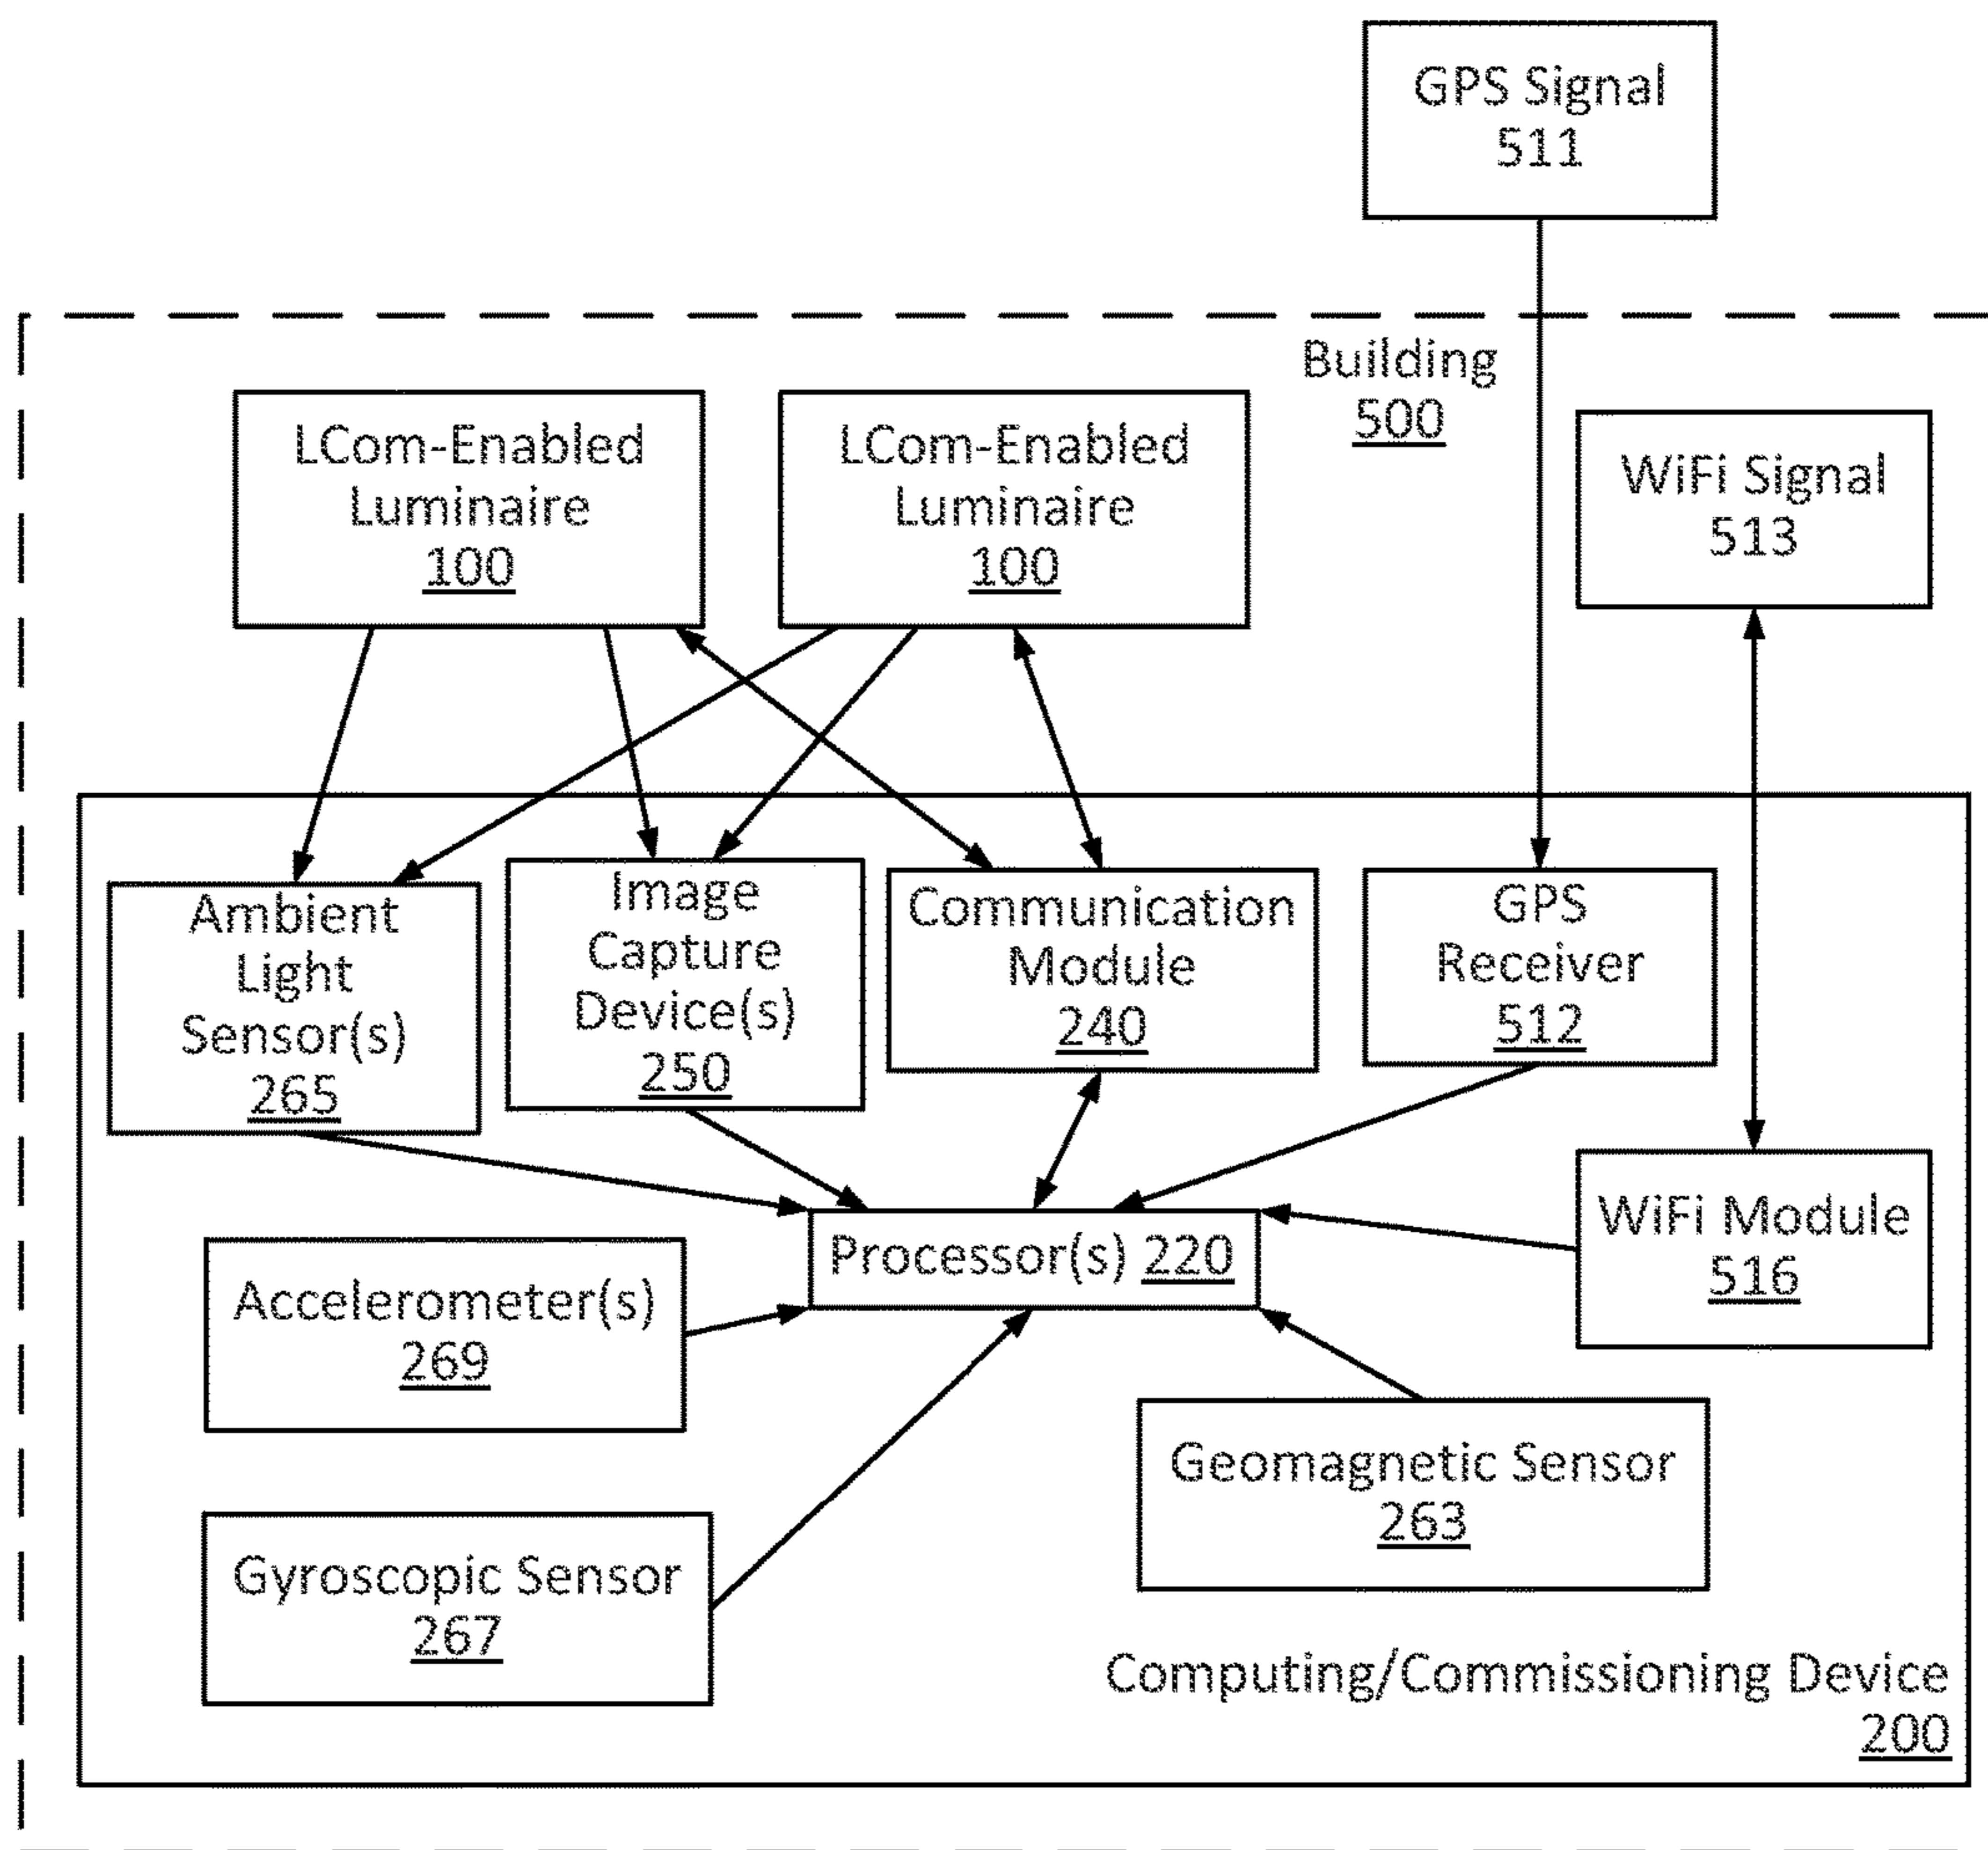 GPS Signal
511
Building
500
LCom-Enabled
Luminaire
100
LCom-Enabled
Luminaire
100
WiFi Signal
513
Ambient
Light
Sensor(s)
265
Image
Capture
Device(s)
250
Communication
Module
240
GPS
Receiver
512
WiFi Module
516
Processor(s) 220
Accelerometer(s)
269
Geomagnetic Sensor
263
Gyroscopic Sensor
267
Computing/Commissioning Device
200